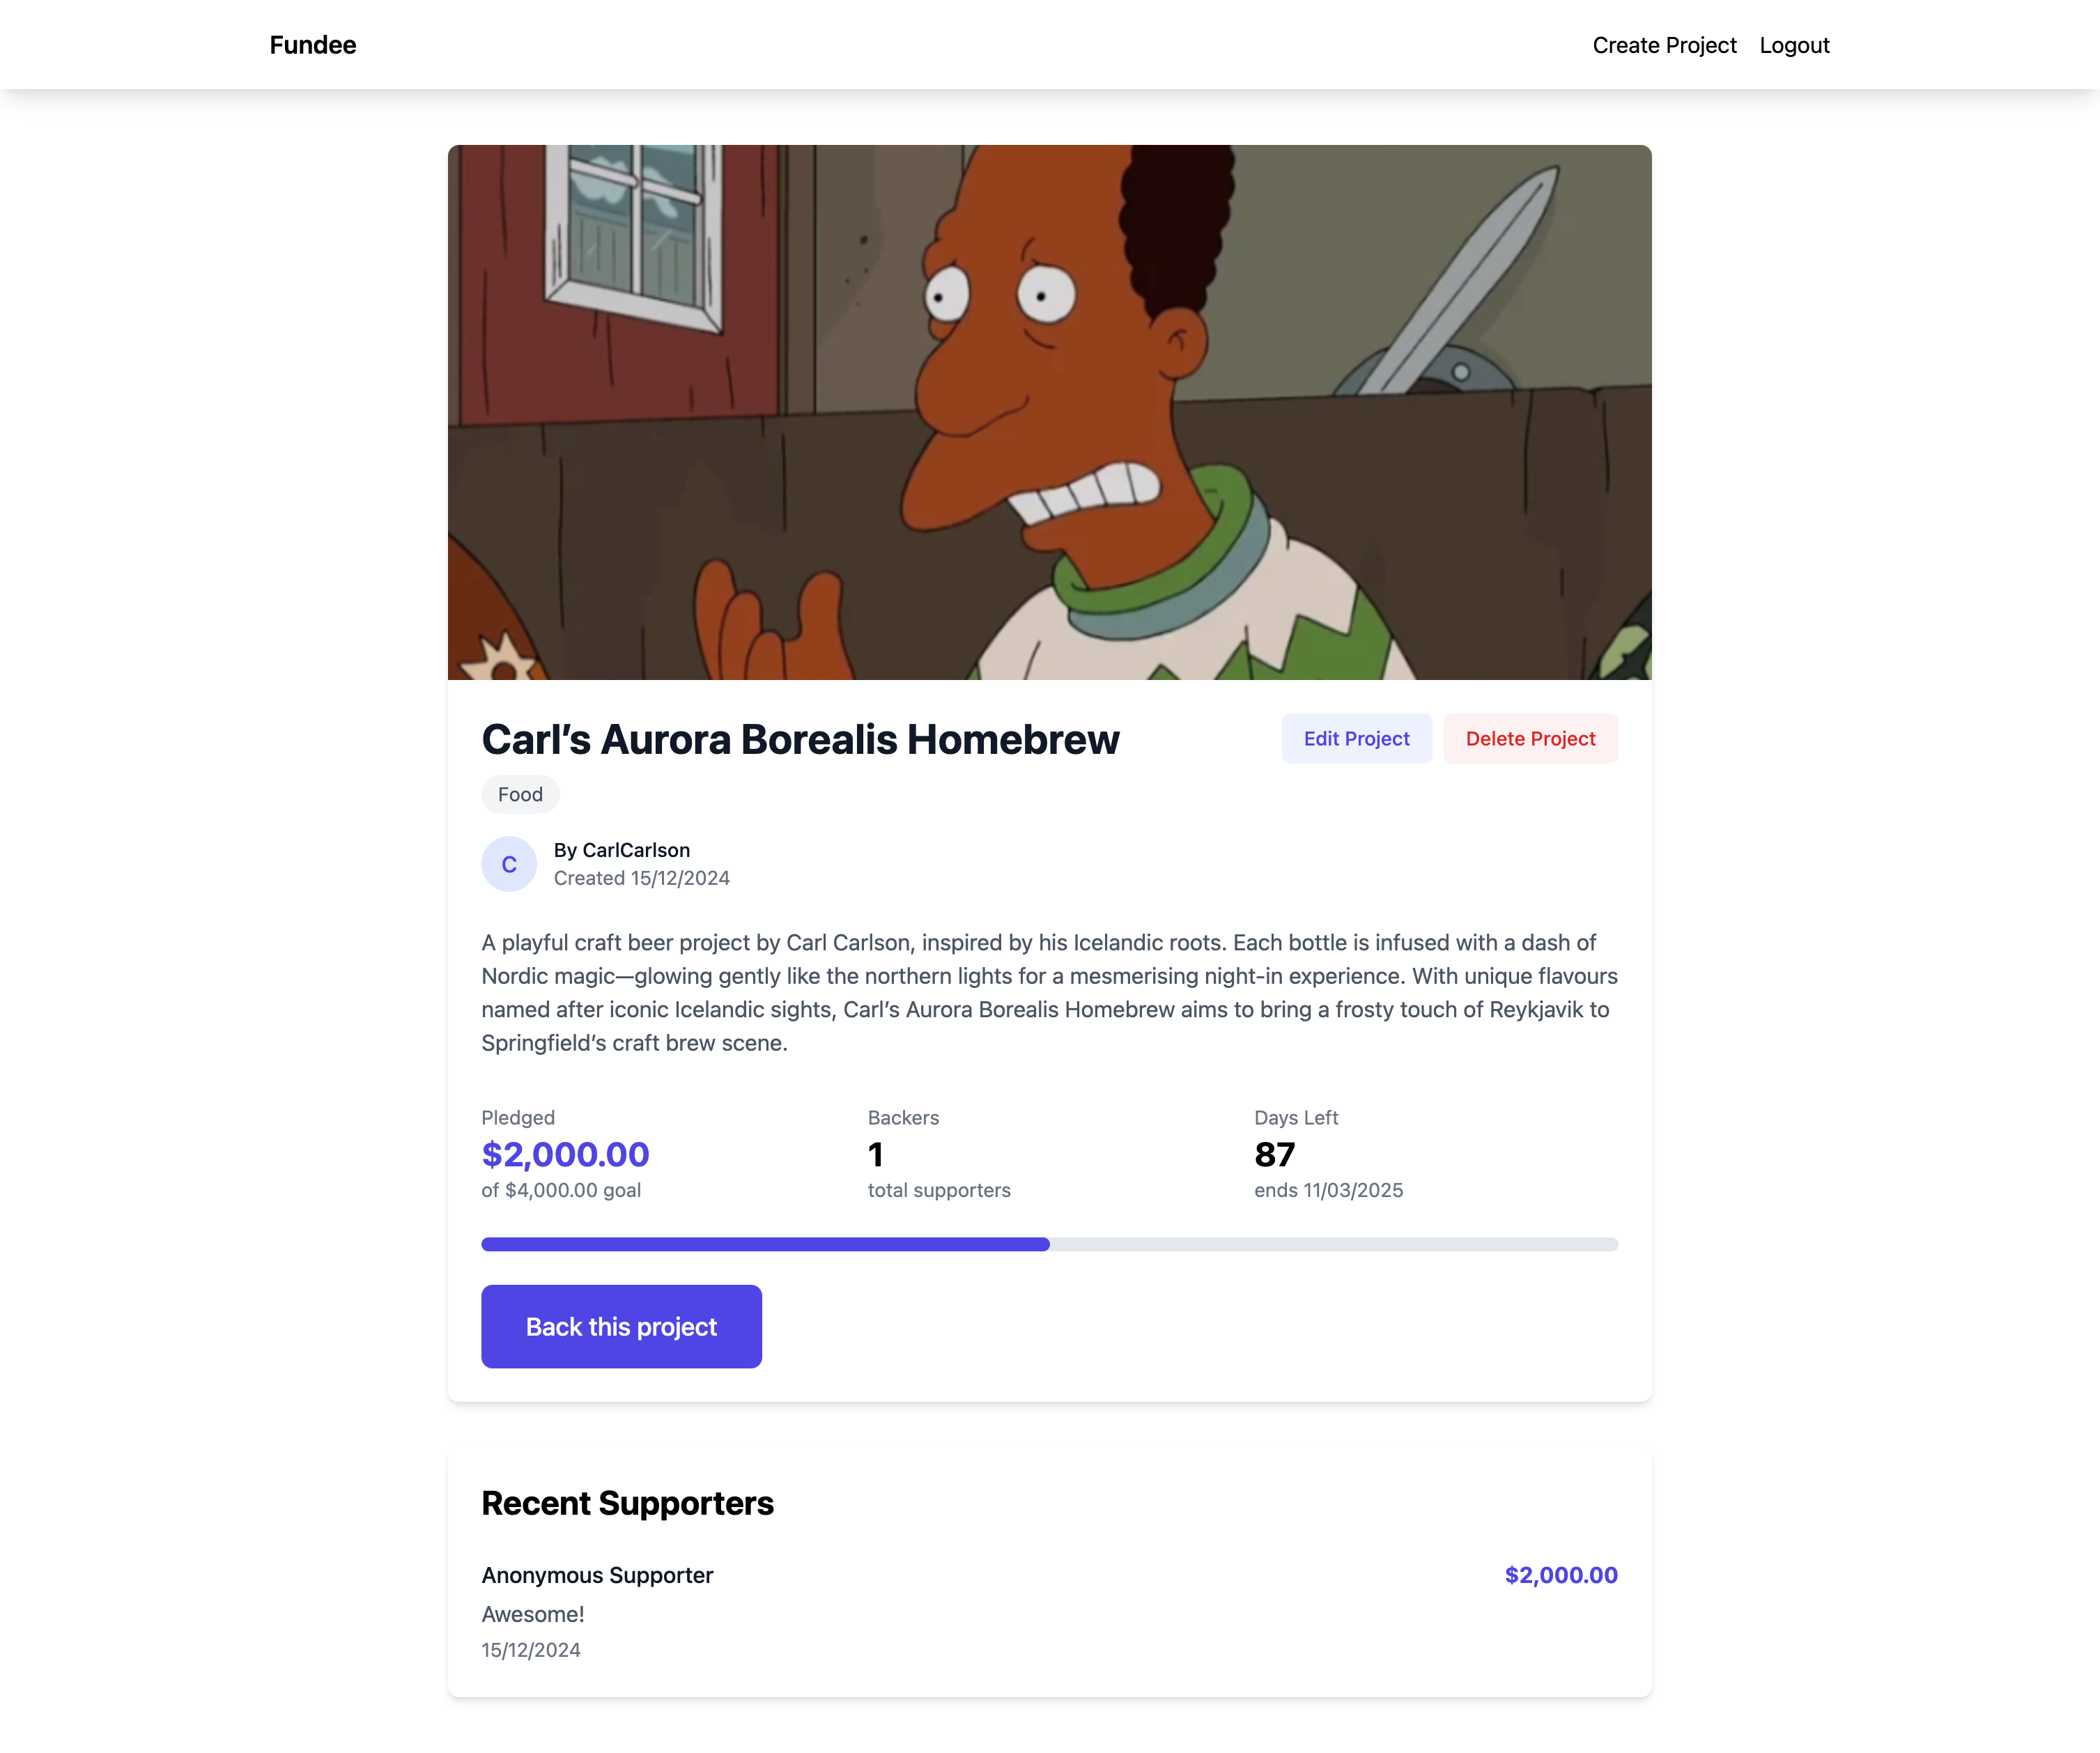 Fundee
Create Project
Logout
Carl’s Aurora Borealis Homebrew
Edit Project
Delete Project
Food
C
By CarlCarlson
Created 15/12/2024
A playful craft beer project by Carl Carlson, inspired by his Icelandic roots. Each bottle is infused with a dash of
Nordic magic—glowing gently like the northern lights for a mesmerising night-in experience. With unique flavours
named after iconic Icelandic sights, Carl’s Aurora Borealis Homebrew aims to bring a frosty touch of Reykjavik to
Springfield’s craft brew scene.
Pledged
$2,000.00
of $4,000.00 goal
Backers
1
total supporters
Days Left
87
ends 11/03/2025
Back this project
Recent Supporters
Anonymous Supporter
$2,000.00
Awesome!
15/12/2024